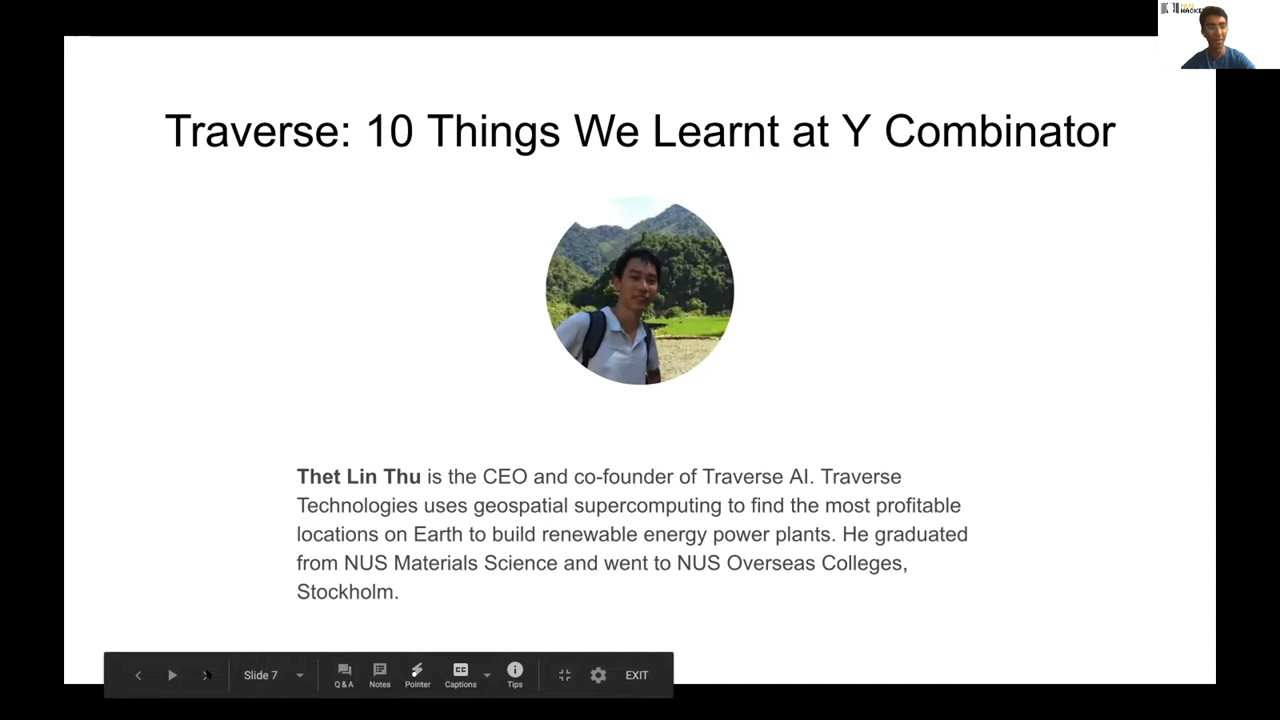 HACKE
Traverse: 10 Things We Learnt at Y Combinator
Thet Lin Thu is the CEO and co-founder of Traverse AI. Traverse
Technologies uses geospatial supercomputing to find the most profitable
locations on Earth to build renewable energy power plants. He graduated
from NUS Materials Science and went to NUS Overseas Colleges,
Stockholm.
Slide 7
Q & A
Notes
Pointer
CC
Captions
Tips
EXIT